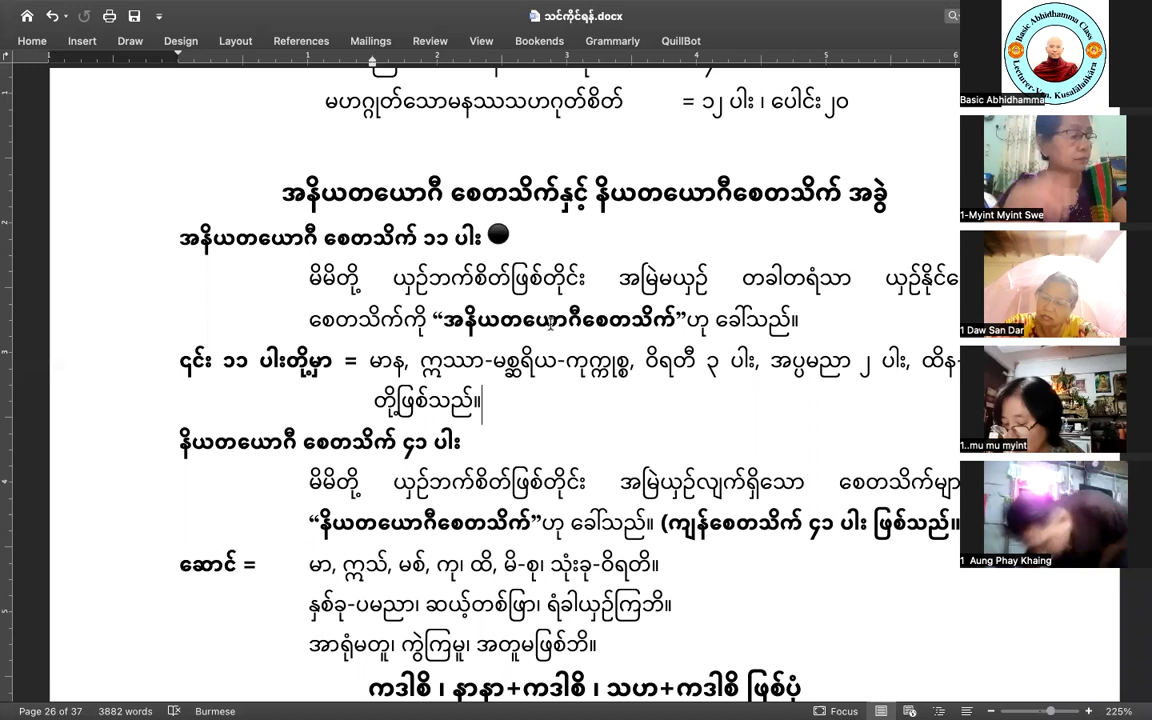 သင်ကိုင်ရန်.docx
Home Insert Draw Design Layout References Mailings Review View Bookends Grammarly QuillBot
မဟဂ္ဂုတ်သောမနဿသဟဂုတ်စိတ် = ၁၂ ပါး ၊ ပေါင်း၂၀
အနိယတယောဂီ စေတသိက်နှင့် နိယတယောဂီစေတသိက် အခွဲ
အနိယတယောဂီ စေတသိက် ၁၁ ပါး
မိမိတို့ ယှဉ်ဘက်စိတ်ဖြစ်တိုင်း အမြဲမယှဉ် တခါတရံသာ
စေတသိက်ကို “အနိယတယောဂီစေတသိက်”ဟု ခေါ်သည်။
၎င်း ၁၁ ပါးတို့မှာ = မာန, ဣဿာ-မစ္ဆရိယ-ကုက္ကုစ္စ, ဝိရတီ ၃ ပါး, အပ္ပမညာ ၂ ပါး, ထိန-
တို့ဖြစ်သည်။
နိယတယောဂီ စေတသိက် ၄၁ ပါး
မိမိတို့ ယှဉ်ဘက်စိတ်ဖြစ်တိုင်း အမြဲယှဉ်လျက်ရှိသော
“နိယတယောဂီစေတသိက်”ဟု ခေါ်သည်။ (ကျန်စေတသိက် ၄၁ ပါး ဖြစ်သည်။
ဆောင် = မာ, ဣသ်, မစ်, ကု၊ ထိ, မိ-စု၊ သုံးခု-ဝိရတိ။
နှစ်ခု-ပမညာ၊ ဆယ့်တစ်ဖြာ၊ ရံခါယှဉ်ကြဘိ။
အာရုံမတူ၊ ကွဲကြမူ၊ အတူမဖြစ်ဘိ။
ကဒါစိ ၊ နာနာ+ကဒါစိ ၊ သဟ+ကဒါစိ ဖြစ်ပုံ
Page 26 of 37 3882 words Burmese Focus 225%
Basic Abhidhamma Class
Lecturer-Ven. Kusalālaṅkāra
Basic Abhidhamma
1-Myint Myint Swe
1 Daw San Dar
1..mu mu myint
1 Aung Phay Khaing